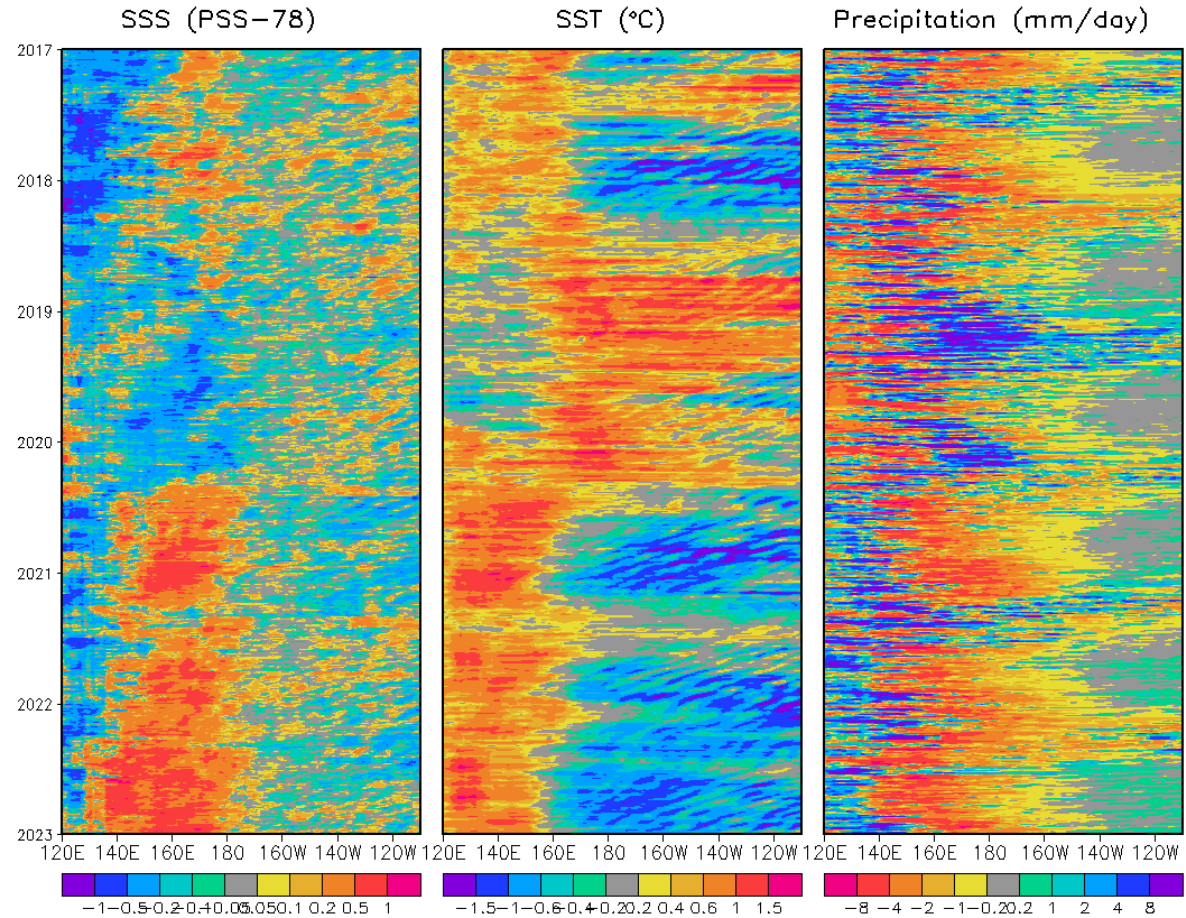 SSS (PSS-78) SST (°C) Precipitation (mm/day)
2017
2018
2019
2020
2021
2022
2023
120E 140E 160E 180 160W 140W 120W 120E 140E 160E 180 160W 140W 120W 120E 140E 160E 180 160W 140W 120W
-1 -0.5 -0.2 -0.1 -0.05 0.05 0.1 0.2 0.5 1 -1.5 -1 -0.6 -0.4 -0.2 0.2 0.4 0.6 1 1.5 -8 -4 -2 -1 -0.2 0.2 1 2 4 8